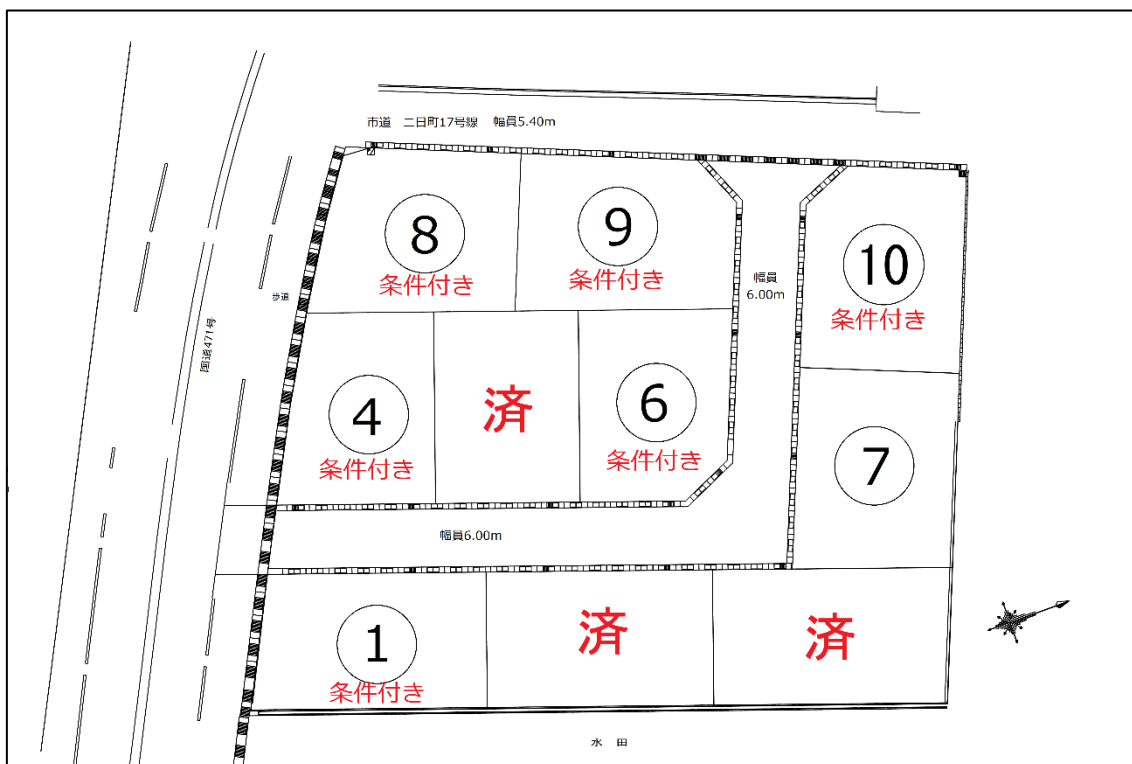 市道 二日町17号線 幅員5.40m
8
条件付き
9
条件付き
幅員
6.00m
10
条件付き
歩道
国道471号
4
条件付き
済
6
条件付き
7
幅員6.00m
1
条件付き
済
済
水 田